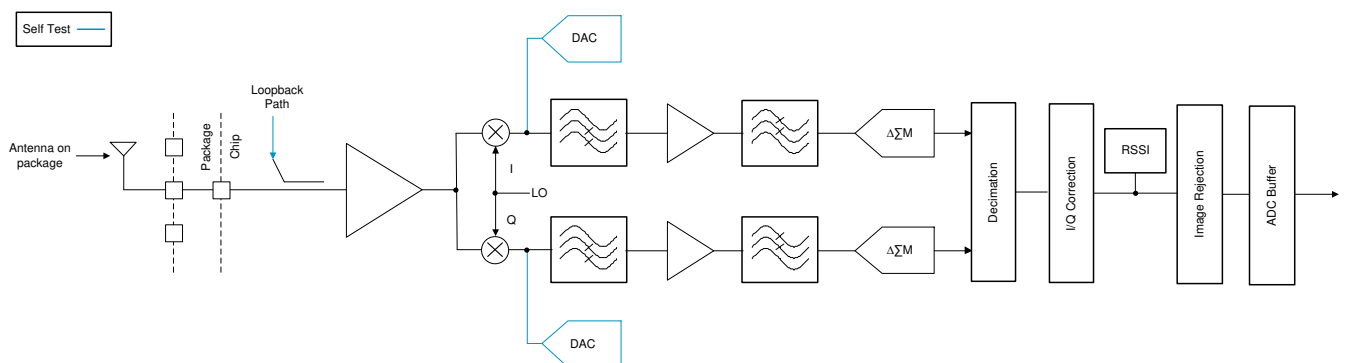 Self Test
DAC
Loopback
Path
Antenna on
package
Package
Chip
I
LO
Q
ΔΣM
ΔΣM
Decimation
I/Q Correction
RSSI
Image Rejection
ADC Buffer
DAC